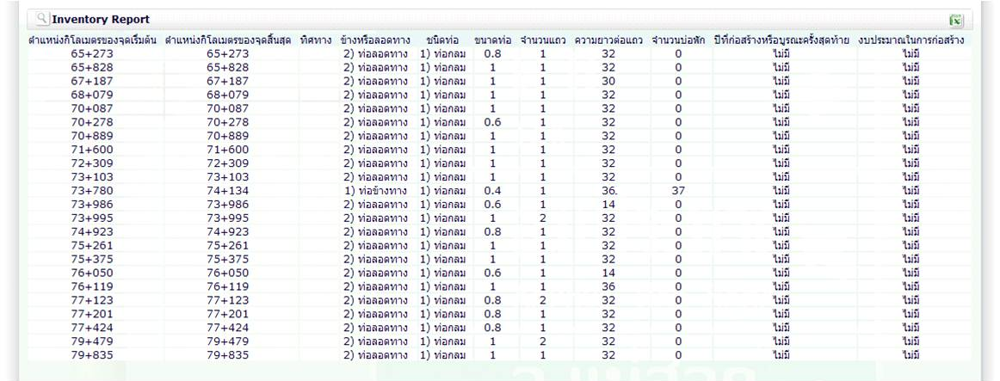 Inventory Report
ตำแหน่งกิโลเมตรของจุดเริ่มต้น ตำแหน่งกิโลเมตรของจุดสิ้นสุด ทิศทาง ข้างหรือลอดทาง ชนิดท่อ ขนาดท่อ จำนวนแถว ความยาวต่อแถว จำนวนบ่อพัก ปีที่ก่อสร้างหรือบูรณะครั้งสุดท้าย งบประมาณในการก่อสร้าง
65+273 65+273 2) ท่อลอดทาง 1) ท่อกลม 0.8 1 32 0 ไม่มี ไม่มี
65+828 65+828 2) ท่อลอดทาง 1) ท่อกลม 1 1 32 0 ไม่มี ไม่มี
67+187 67+187 2) ท่อลอดทาง 1) ท่อกลม 1 1 30 0 ไม่มี ไม่มี
68+079 68+079 2) ท่อลอดทาง 1) ท่อกลม 1 1 32 0 ไม่มี ไม่มี
70+087 70+087 2) ท่อลอดทาง 1) ท่อกลม 1 1 32 0 ไม่มี ไม่มี
70+278 70+278 2) ท่อลอดทาง 1) ท่อกลม 0.6 1 32 0 ไม่มี ไม่มี
70+889 70+889 2) ท่อลอดทาง 1) ท่อกลม 1 1 32 0 ไม่มี ไม่มี
71+600 71+600 2) ท่อลอดทาง 1) ท่อกลม 1 1 32 0 ไม่มี ไม่มี
72+309 72+309 2) ท่อลอดทาง 1) ท่อกลม 1 1 32 0 ไม่มี ไม่มี
73+103 73+103 2) ท่อลอดทาง 1) ท่อกลม 1 1 32 0 ไม่มี ไม่มี
73+780 74+134 1) ท่อข้างทาง 1) ท่อกลม 0.4 1 36. 37 ไม่มี ไม่มี
73+986 73+986 2) ท่อลอดทาง 1) ท่อกลม 0.6 1 14 0 ไม่มี ไม่มี
73+995 73+995 2) ท่อลอดทาง 1) ท่อกลม 1 2 32 0 ไม่มี ไม่มี
74+923 74+923 2) ท่อลอดทาง 1) ท่อกลม 0.8 1 32 0 ไม่มี ไม่มี
75+261 75+261 2) ท่อลอดทาง 1) ท่อกลม 1 1 32 0 ไม่มี ไม่มี
75+375 75+375 2) ท่อลอดทาง 1) ท่อกลม 1 1 32 0 ไม่มี ไม่มี
76+050 76+050 2) ท่อลอดทาง 1) ท่อกลม 0.6 1 14 0 ไม่มี ไม่มี
76+119 76+119 2) ท่อลอดทาง 1) ท่อกลม 1 1 36 0 ไม่มี ไม่มี
77+123 77+123 2) ท่อลอดทาง 1) ท่อกลม 0.8 2 32 0 ไม่มี ไม่มี
77+201 77+201 2) ท่อลอดทาง 1) ท่อกลม 0.8 1 32 0 ไม่มี ไม่มี
77+424 77+424 2) ท่อลอดทาง 1) ท่อกลม 0.8 1 32 0 ไม่มี ไม่มี
79+479 79+479 2) ท่อลอดทาง 1) ท่อกลม 1 2 32 0 ไม่มี ไม่มี
79+835 79+835 2) ท่อลอดทาง 1) ท่อกลม 1 1 32 0 ไม่มี ไม่มี